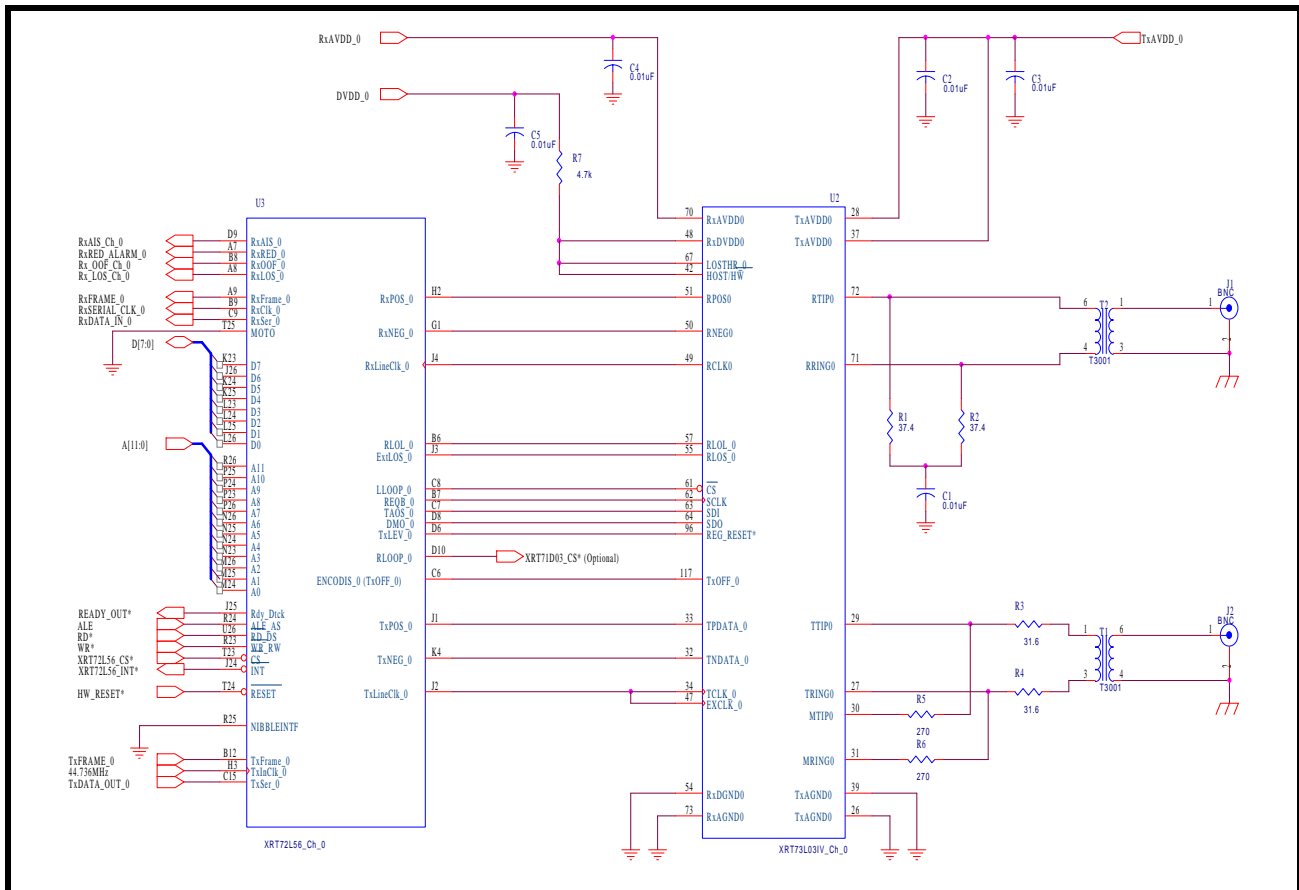 RxAVDD_0
TxAVDD_0
C4
0.01uF
C2
0.01uF
C3
0.01uF
DVDD_0
C5
0.01uF
R7
4.7k
U3
U2
RxAIS_Ch_0 D9 RxAIS_0
RxRED_ALARM_0 A7 RxRED_0
Rx_OOF_Ch_0 B8 RxOOF_0
Rx_LOS_Ch_0 A8 RxLOS_0
RxFRAME_0 A9 RxFrame_0
RxSERIAL_CLK_0 B9 RxClk_0
RxDATA_IN_0 C9 RxSer_0
T25 MOTO
D[7:0]
K23 D7
J26 D6
K24 D5
K25 D4
L23 D3
L24 D2
L25 D1
L26 D0
A[11:0]
R26 A11
P25 A10
P24 A9
P23 A8
P26 A7
N26 A6
N25 A5
N24 A4
N23 A3
M26 A2
M25 A1
M24 A0
READY_OUT* J25 Rdy_Dtck
ALE R24 ALE_AS
RD* U26 RD_DS
WR* R23 WR_RW
XRT72L56_CS* T23 CS
XRT72L56_INT* J24 INT
HW_RESET* T24 RESET
R25 NIBBLEINTF
TxFRAME_0 B12 TxFrame_0
44.736MHz H3 TxInClk_0
TxDATA_OUT_0 C15 TxSer_0
XRT72L56_Ch_0
RxPOS_0 H2
RxNEG_0 G1
RxLineClk_0 J4
RLOL_0 B6
ExtLOS_0 J3
LLOOP_0 C8
REQB_0 B7
TAOS_0 C7
DMO_0 D8
TxLEV_0 D6
RLOOP_0 D10 XRT71D03_CS* (Optional)
ENCODIS_0 (TxOFF_0) C6
TxPOS_0 J1
TxNEG_0 K4
TxLineClk_0 J2
70 RxAVDD0
48 RxDVDD0
67 LOSTHR_0
42 HOST/HW
51 RPOS0
50 RNEG0
49 RCLK0
57 RLOL_0
55 RLOS_0
61 CS
62 SCLK
63 SDI
64 SDO
96 REG_RESET*
117 TxOFF_0
33 TPDATA_0
32 TNDATA_0
34 TCLK_0
47 EXCLK_0
54 RxDGND0
73 RxAGND0
TxAVDD0 28
TxAVDD0 37
RTIP0 72
RRING0 71
TTIP0 29
TRING0 27
MTIP0 30
MRING0 31
TxAGND0 39
TxAGND0 26
XRT73L03IV_Ch_0
R1
37.4
R2
37.4
C1
0.01uF
6 T2 1
4 3
T3001
J1
BNC
1
2
R3
31.6
R4
31.6
R5
270
R6
270
1 T1 6
3 4
T3001
J2
BNC
1
2